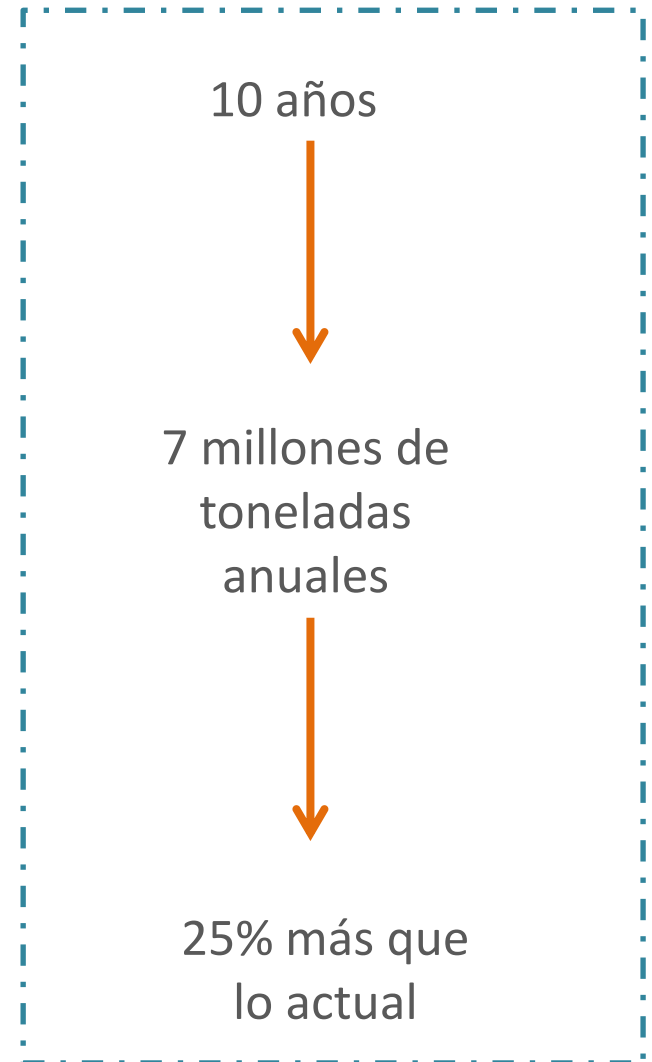 10 años
7 millones de
toneladas
anuales
25% más que
lo actual